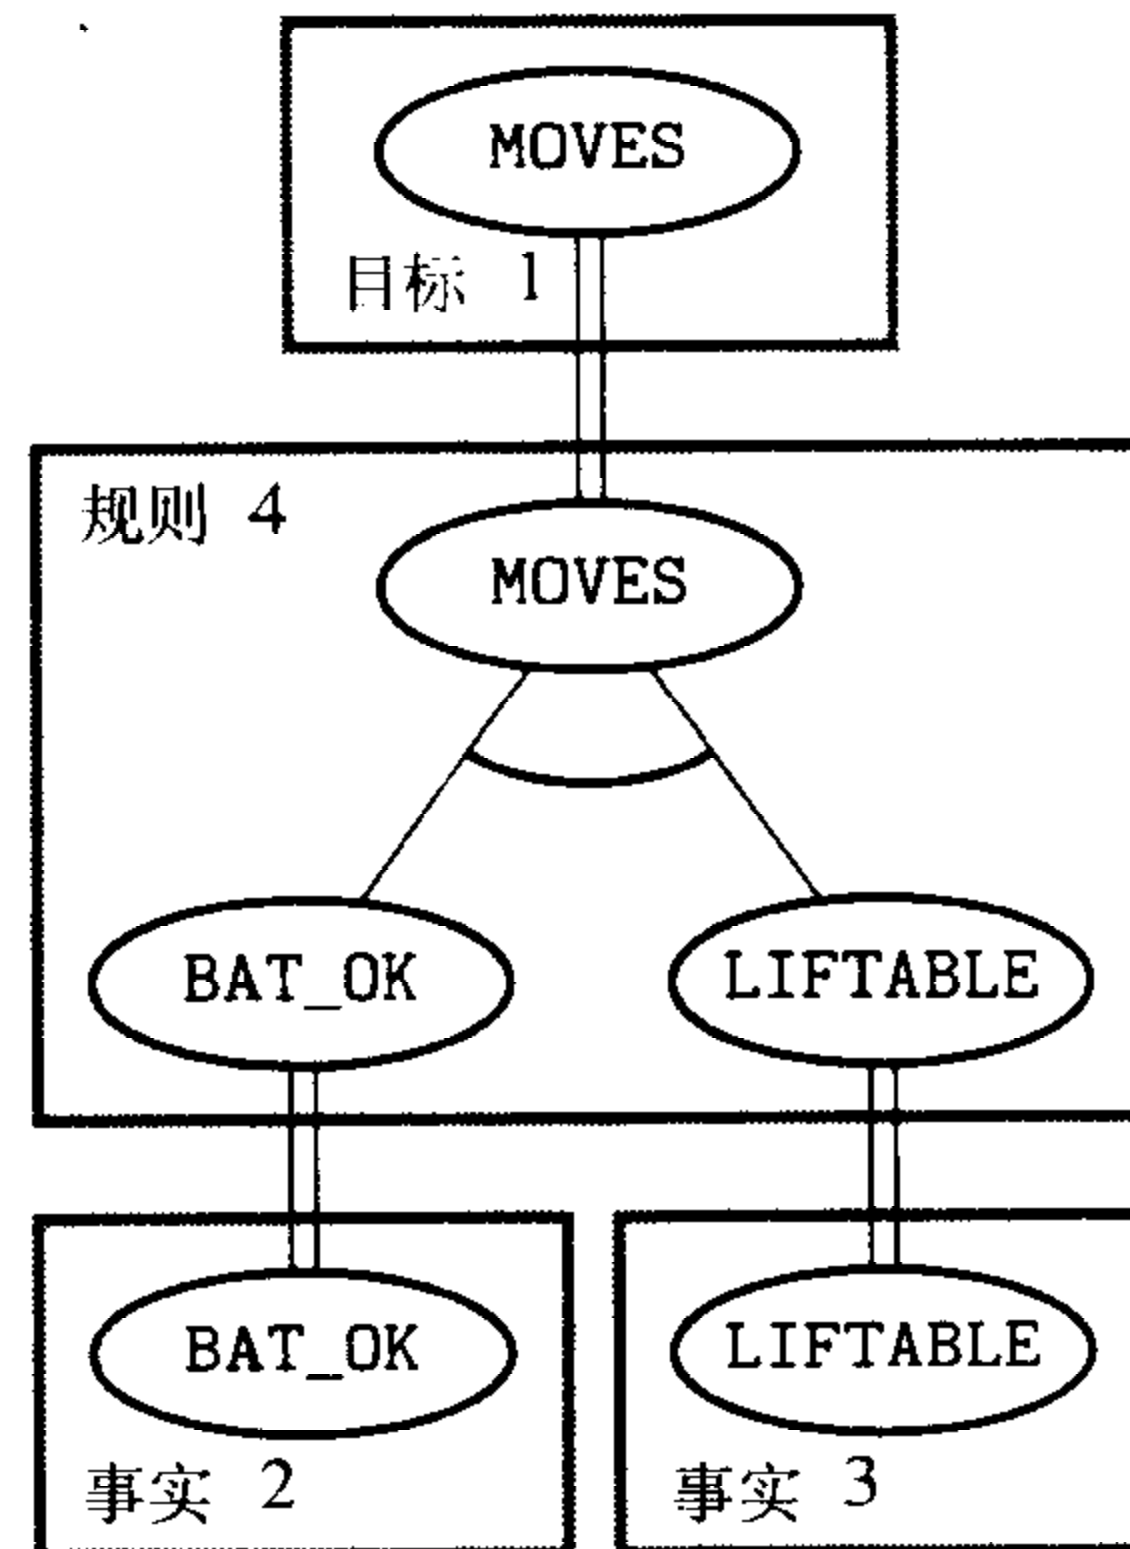 MOVES
目标 1
规则 4
MOVES
BAT_OK LIFTABLE
BAT_OK LIFTABLE
事实 2 事实 3